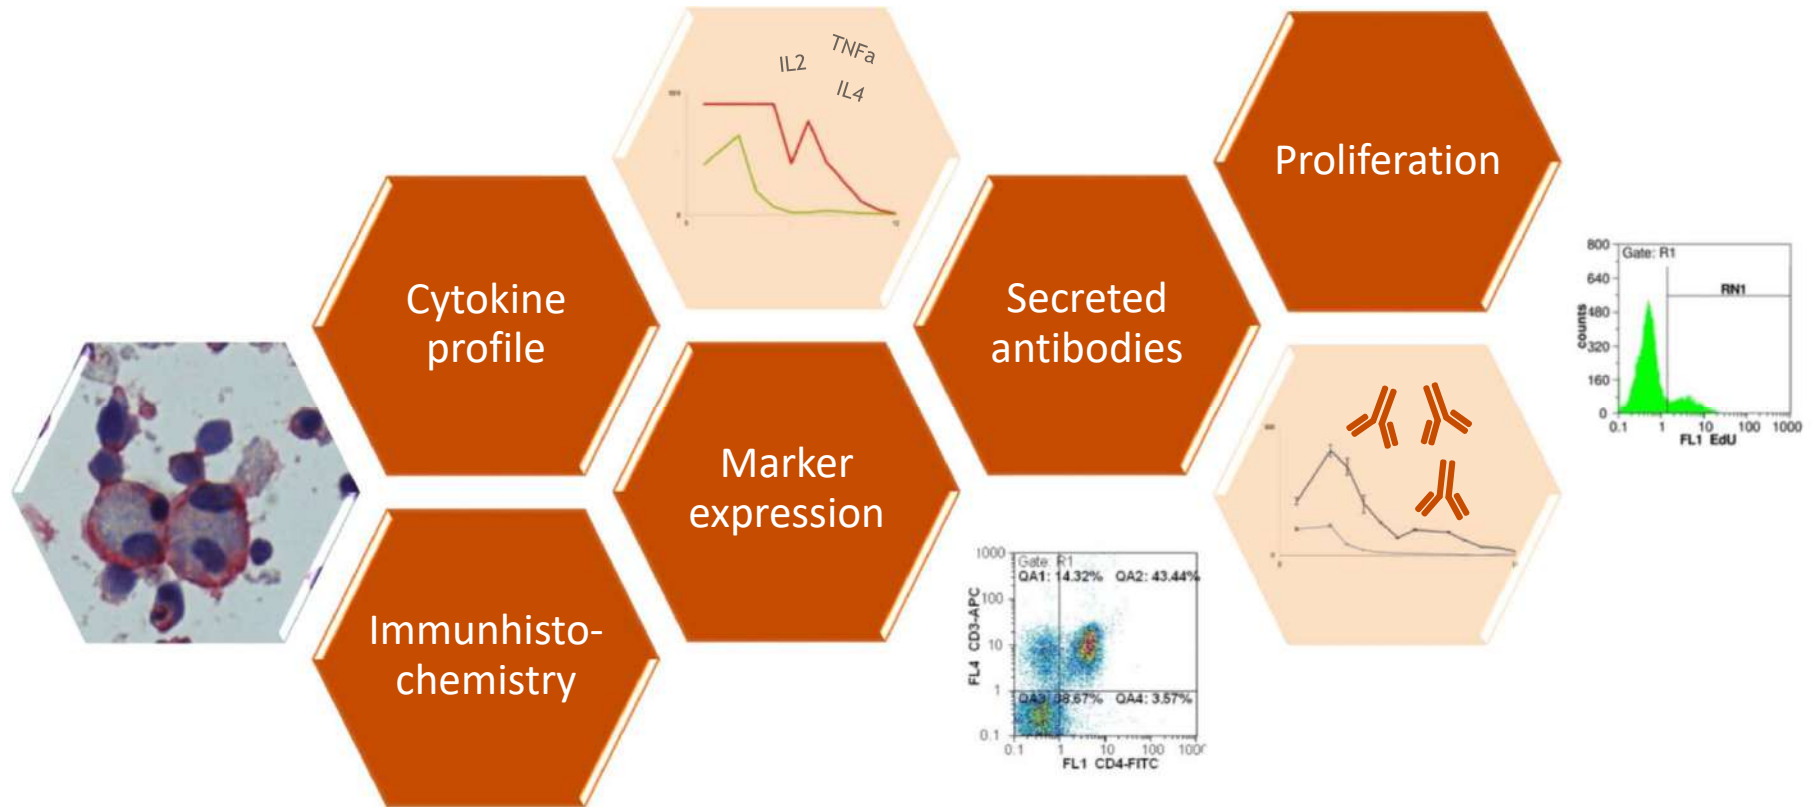 IL2
TNFa
IL4
Cytokine
profile
Immunhisto-
chemistry
Marker
expression
Secreted
antibodies
Proliferation
800
640
480
320
160
0
counts
Gate: R1
RN1
0.1 1 10 100 1000
FL1 EdU
1000
100
10
1
0.1
FL4 CD3-APC
Gate: R1
QA1: 14.32% QA2: 43.44%
QA3: 38.67% QA4: 3.57%
0.1 1 10 100
FL1 CD4-FITC